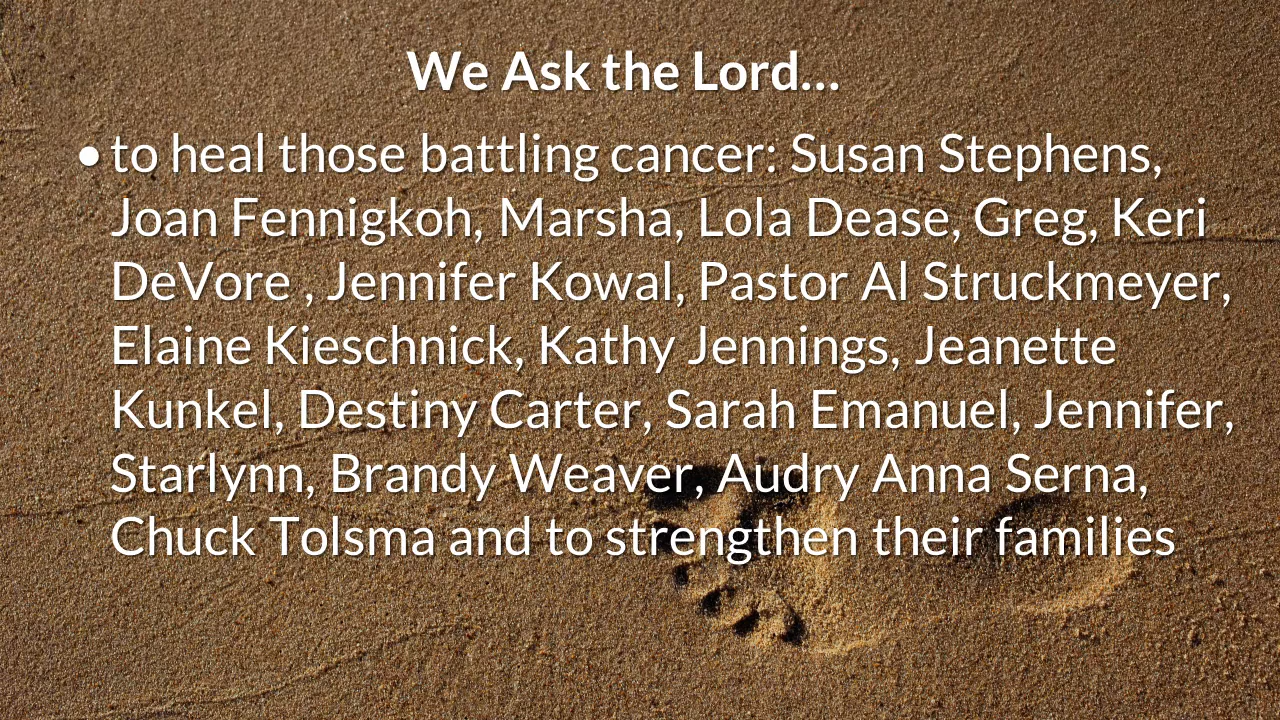 We Ask the Lord...
• to heal those battling cancer: Susan Stephens,
Joan Fennigkoh, Marsha, Lola Dease, Greg, Keri
DeVore , Jennifer Kowal, Pastor Al Struckmeyer,
Elaine Kieschnick, Kathy Jennings, Jeanette
Kunkel, Destiny Carter, Sarah Emanuel, Jennifer,
Starlynn, Brandy Weaver, Audry Anna Serna,
Chuck Tolsma and to strengthen their families